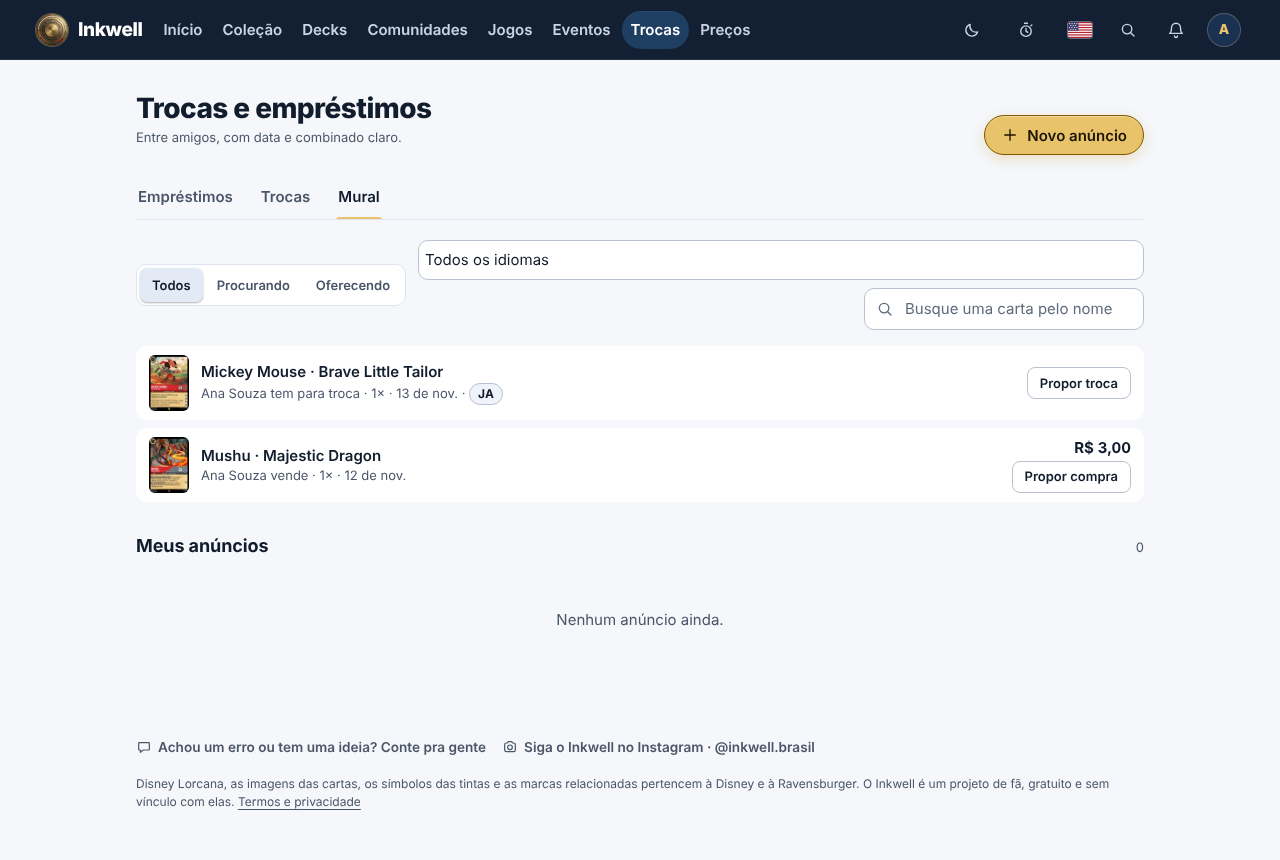 Inkwell
Início Coleção Decks Comunidades Jogos Eventos Trocas Preços A
Trocas e empréstimos
Entre amigos, com data e combinado claro.
Novo anúncio
Empréstimos Trocas Mural
Todos os idiomas
Todos Procurando Oferecendo
Busque uma carta pelo nome
Mickey Mouse · Brave Little Tailor
Ana Souza tem para troca · 1× · 13 de nov. · JA
Propor troca
Mushu · Majestic Dragon
Ana Souza vende · 1× · 12 de nov.
R$ 3,00
Propor compra
Meus anúncios 0
Nenhum anúncio ainda.
Achou um erro ou tem uma ideia? Conte pra gente Siga o Inkwell no Instagram · @inkwell.brasil
Disney Lorcana, as imagens das cartas, os símbolos das tintas e as marcas relacionadas pertencem à Disney e à Ravensburger. O Inkwell é um projeto de fã, gratuito e sem
vínculo com elas. Termos e privacidade